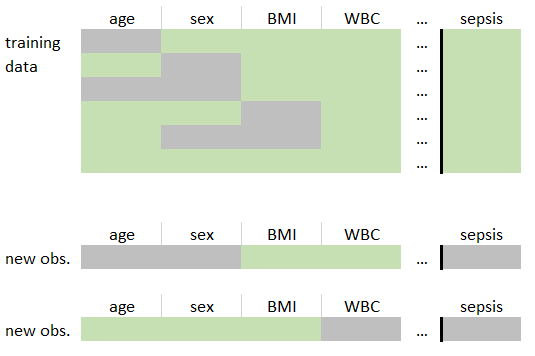 age sex BMI WBC ... sepsis
training ...
data ...
...
...
...
...
age sex BMI WBC sepsis
new obs. ...
age sex BMI WBC sepsis
new obs. ...